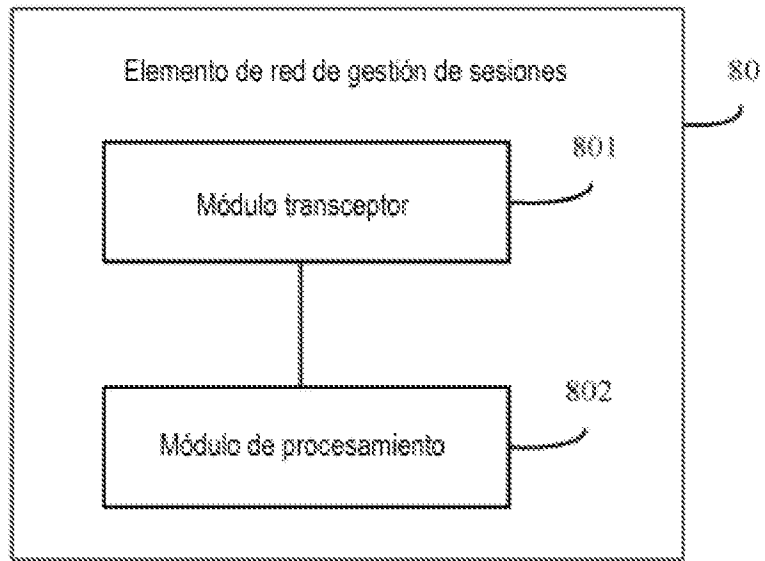 Elemento de red de gestión de sesiones
80
801
Módulo transceptor
802
Módulo de procesamiento